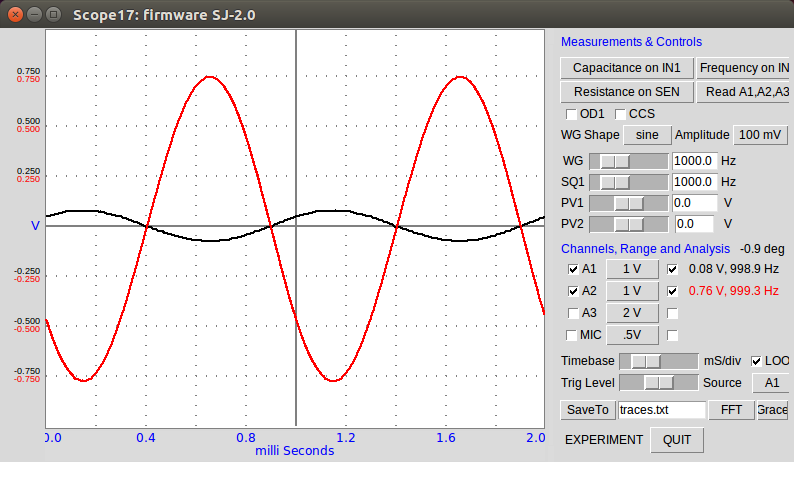 Scope17: firmware SJ-2.0
0.750
0.750
0.500
0.500
0.250
0.250
V
-0.250
-0.250
-0.500
-0.500
-0.750
-0.750
0.0 0.4 0.8 1.2 1.6 2.0
milli Seconds
Measurements & Controls
Capacitance on IN1 Frequency on IN
Resistance on SEN Read A1,A2,A3
OD1 CCS
WG Shape sine Amplitude 100 mV
WG 1000.0 Hz
SQ1 1000.0 Hz
PV1 0.0 V
PV2 0.0 V
Channels, Range and Analysis -0.9 deg
A1 1 V 0.08 V, 998.9 Hz
A2 1 V 0.76 V, 999.3 Hz
A3 2 V
MIC .5V
Timebase mS/div LOO
Trig Level Source A1
SaveTo traces.txt FFT Grace
EXPERIMENT QUIT